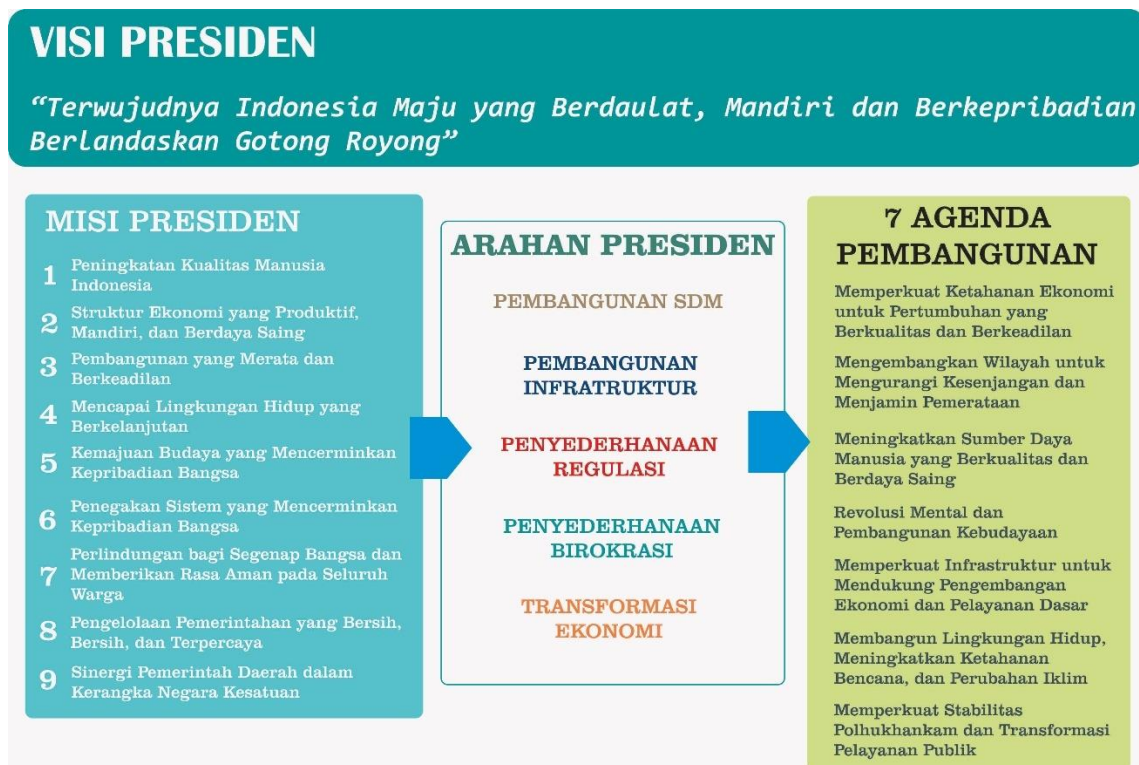 VISI PRESIDEN
“Terwujudnya Indonesia Maju yang Berdaulat, Mandiri dan Berkepribadian
Berlandaskan Gotong Royong”
MISI PRESIDEN
1 Peningkatan Kualitas Manusia
Indonesia
2 Struktur Ekonomi yang Produktif,
Mandiri, dan Berdaya Saing
3 Pembangunan yang Merata dan
Berkeadilan
4 Mencapai Lingkungan Hidup yang
Berkelanjutan
5 Kemajuan Budaya yang Mencerminkan
Kepribadian Bangsa
6 Penegakan Sistem yang Mencerminkan
Kepribadian Bangsa
7 Perlindungan bagi Segenap Bangsa dan
Memberikan Rasa Aman pada Seluruh
Warga
8 Pengelolaan Pemerintahan yang Bersih,
Bersih, dan Terpercaya
9 Sinergi Pemerintah Daerah dalam
Kerangka Negara Kesatuan
ARAHAN PRESIDEN
PEMBANGUNAN SDM
PEMBANGUNAN
INFRATRUKTUR
PENYEDERHANAAN
REGULASI
PENYEDERHANAAN
BIROKRASI
TRANSFORMASI
EKONOMI
7 AGENDA
PEMBANGUNAN
Memperkuat Ketahanan Ekonomi
untuk Pertumbuhan yang
Berkualitas dan Berkeadilan
Mengembangkan Wilayah untuk
Mengurangi Kesenjangan dan
Menjamin Pemerataan
Meningkatkan Sumber Daya
Manusia yang Berkualitas dan
Berdaya Saing
Revolusi Mental dan
Pembangunan Kebudayaan
Memperkuat Infrastruktur untuk
Mendukung Pengembangan
Ekonomi dan Pelayanan Dasar
Membangun Lingkungan Hidup,
Meningkatkan Ketahanan
Bencana, dan Perubahan Iklim
Memperkuat Stabilitas
Polhukhankam dan Transformasi
Pelayanan Publik